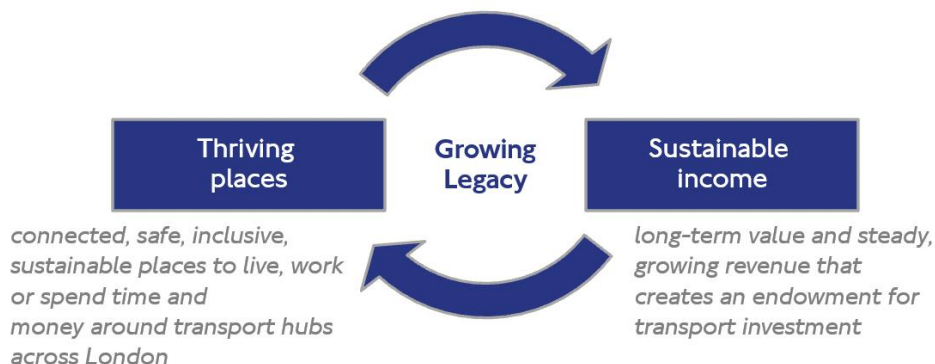 Thriving
places
Growing
Legacy
Sustainable
income
connected, safe, inclusive,
sustainable places to live, work
or spend time and
money around transport hubs
across London
long-term value and steady,
growing revenue that
creates an endowment for
transport investment